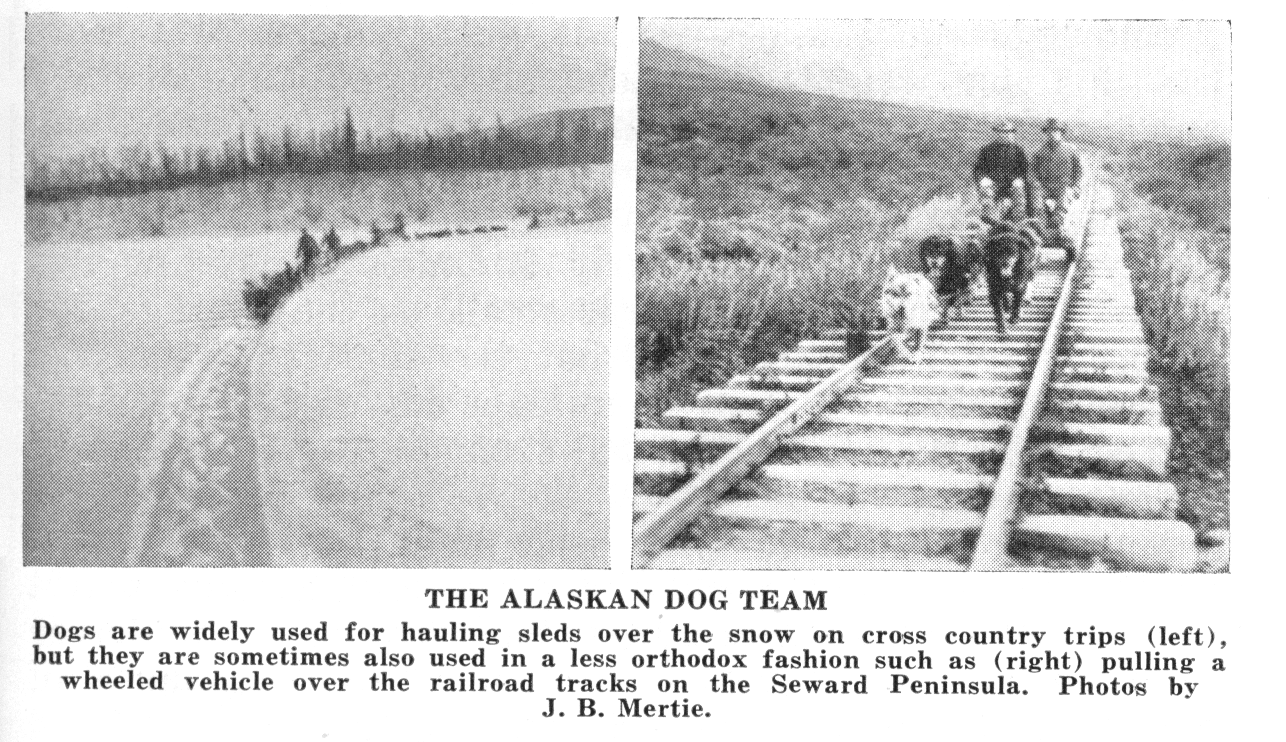 THE ALASKAN DOG TEAM
Dogs are widely used for hauling sleds over the snow on cross country trips (left),
but they are sometimes also used in a less orthodox fashion such as (right) pulling a
wheeled vehicle over the railroad tracks on the Seward Peninsula. Photos by
J. B. Mertie.